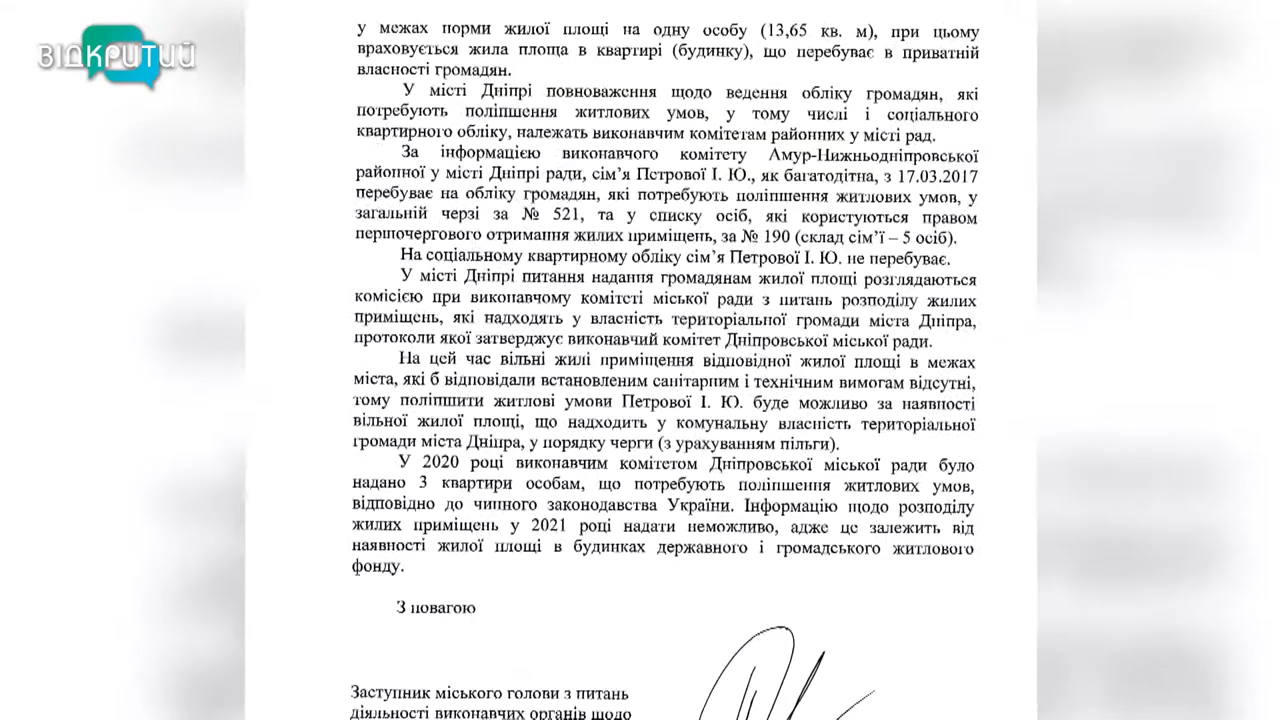 ВІДКРИТИЙ
у межах норми жилої площі на одну особу (13,65 кв. м), при цьому
враховується жила площа в квартирі (будинку), що перебуває в приватній
власності громадян.
У місті Дніпрі повноваження щодо ведення обліку громадян, які
потребують поліпшення житлових умов, у тому числі і соціального
квартирного обліку, належать виконавчим комітетам районних у місті рад.
За інформацією виконавчого комітету Амур-Нижньодніпровської
районної у місті Дніпрі ради, сім’я Петрової І. Ю., як багатодітна, з 17.03.2017
перебуває на обліку громадян, які потребують поліпшення житлових умов, у
загальній черзі за № 521, та у списку осіб, які користуються правом
першочергового отримання жилих приміщень, за № 190 (склад сім’ї – 5 осіб).
На соціальному квартирному обліку сім’я Петрової І. Ю. не перебуває.
У місті Дніпрі питання надання громадянам жилої площі розглядаються
комісією при виконавчому комітеті міської ради з питань розподілу жилих
приміщень, які надходять у власність територіальної громади міста Дніпра,
протоколи якої затверджує виконавчий комітет Дніпровської міської ради.
На цей час вільні жилі приміщення відповідної жилої площі в межах
міста, які б відповідали встановленим санітарним і технічним вимогам відсутні,
тому поліпшити житлові умови Петрової І. Ю. буде можливо за наявності
вільної жилої площі, що надходить у комунальну власність територіальної
громади міста Дніпра, у порядку черги (з урахуванням пільги).
У 2020 році виконавчим комітетом Дніпровської міської ради було
надано 3 квартири особам, що потребують поліпшення житлових умов,
відповідно до чинного законодавства України. Інформацію щодо розподілу
жилих приміщень у 2021 році надати неможливо, адже це залежить від
наявності жилої площі в будинках державного і громадського житлового
фонду.
З повагою
Заступник міського голови з питань
діяльності виконавчих органів щодо